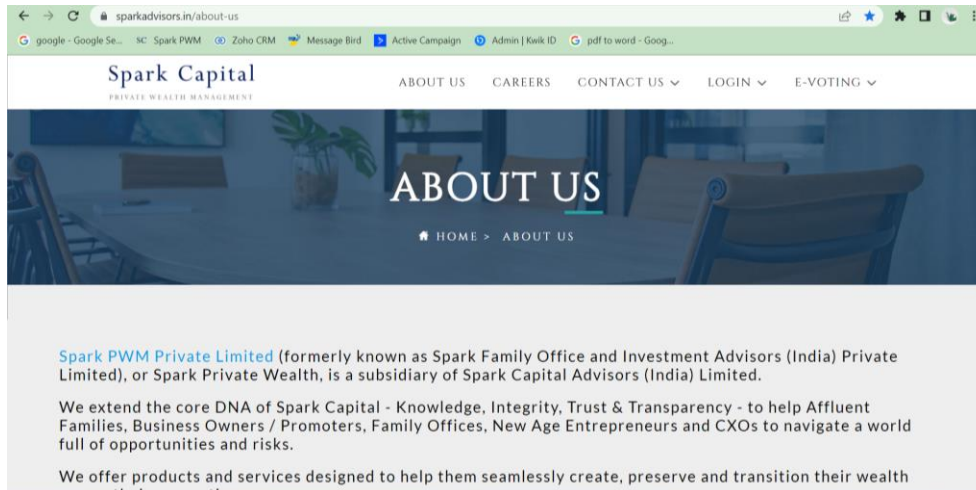 sparkadvisors.in/about-us
google - Google Se... SC Spark PWM Zoho CRM Message Bird Active Campaign Admin | Kwik ID pdf to word - Goog...
Spark Capital
PRIVATE WEALTH MANAGEMENT
ABOUT US CAREERS CONTACT US LOGIN E-VOTING
ABOUT US
HOME > ABOUT US
Spark PWM Private Limited (formerly known as Spark Family Office and Investment Advisors (India) Private
Limited), or Spark Private Wealth, is a subsidiary of Spark Capital Advisors (India) Limited.
We extend the core DNA of Spark Capital - Knowledge, Integrity, Trust & Transparency - to help Affluent
Families, Business Owners / Promoters, Family Offices, New Age Entrepreneurs and CXOs to navigate a world
full of opportunities and risks.
We offer products and services designed to help them seamlessly create, preserve and transition their wealth